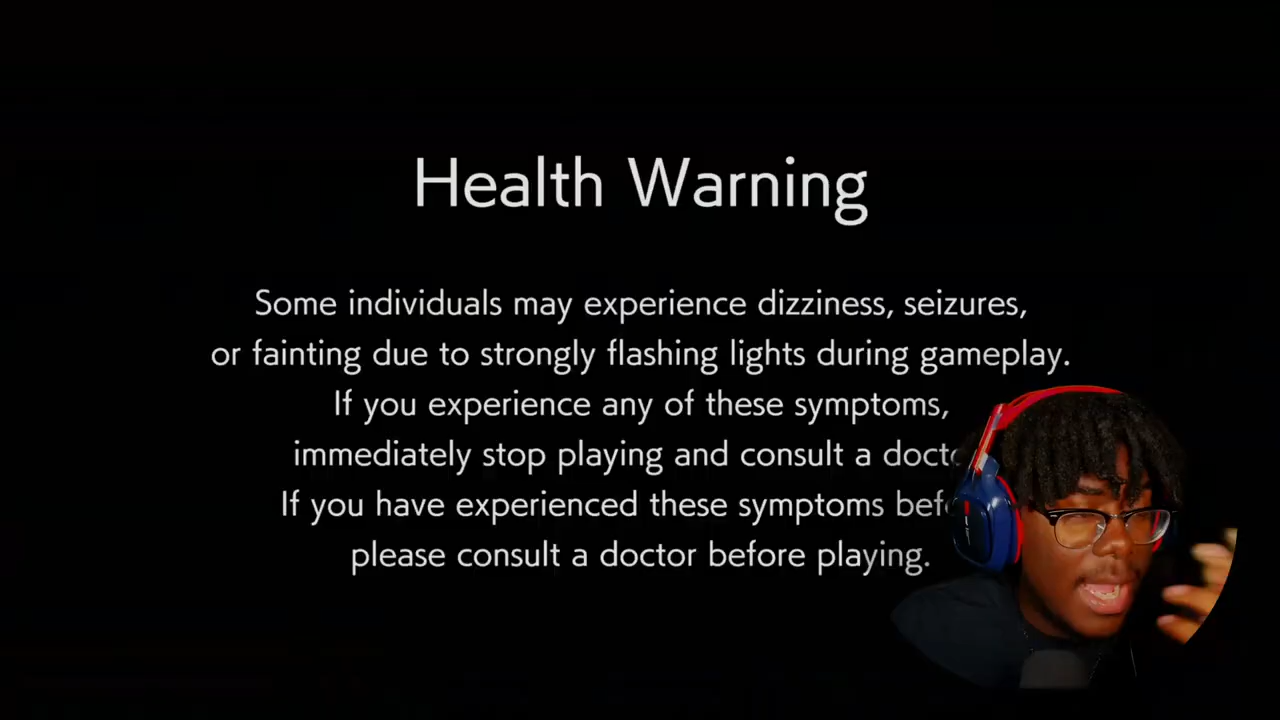 Health Warning
Some individuals may experience dizziness, seizures,
or fainting due to strongly flashing lights during gameplay.
If you experience any of these symptoms,
immediately stop playing and consult a
If you have experienced these symptoms
please consult a doctor before playing.